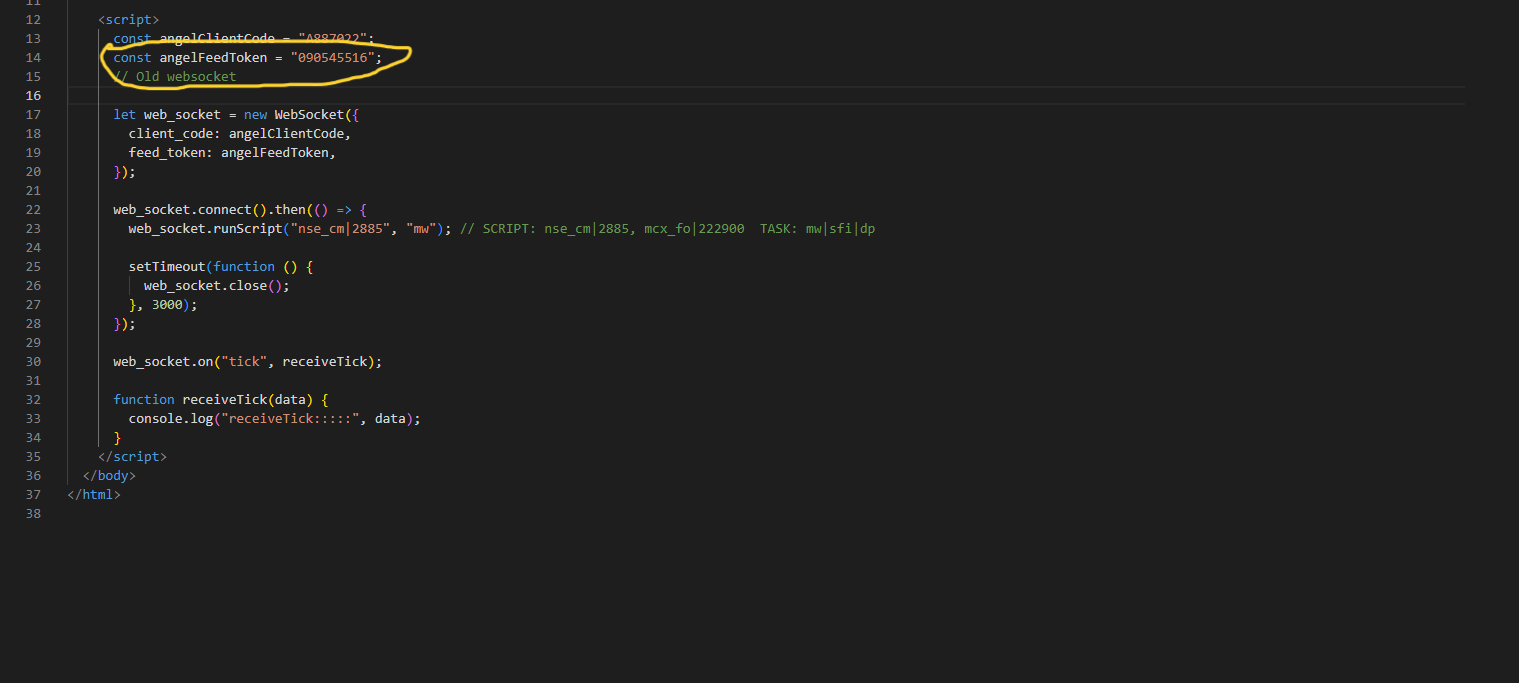 11
12 <script>
13 const angelClientCode = "A887022";
14 const angelFeedToken = "090545516";
15 // Old websocket
16
17 let web_socket = new WebSocket({
18 client_code: angelClientCode,
19 feed_token: angelFeedToken,
20 });
21
22 web_socket.connect().then(() => {
23 web_socket.runScript("nse_cm|2885", "mw"); // SCRIPT: nse_cm|2885, mcx_fo|222900  TASK: mw|sfi|dp
24
25 setTimeout(function () {
26 web_socket.close();
27 }, 3000);
28 });
29
30 web_socket.on("tick", receiveTick);
31
32 function receiveTick(data) {
33 console.log("receiveTick:::::", data);
34 }
35 </script>
36 </body>
37 </html>
38